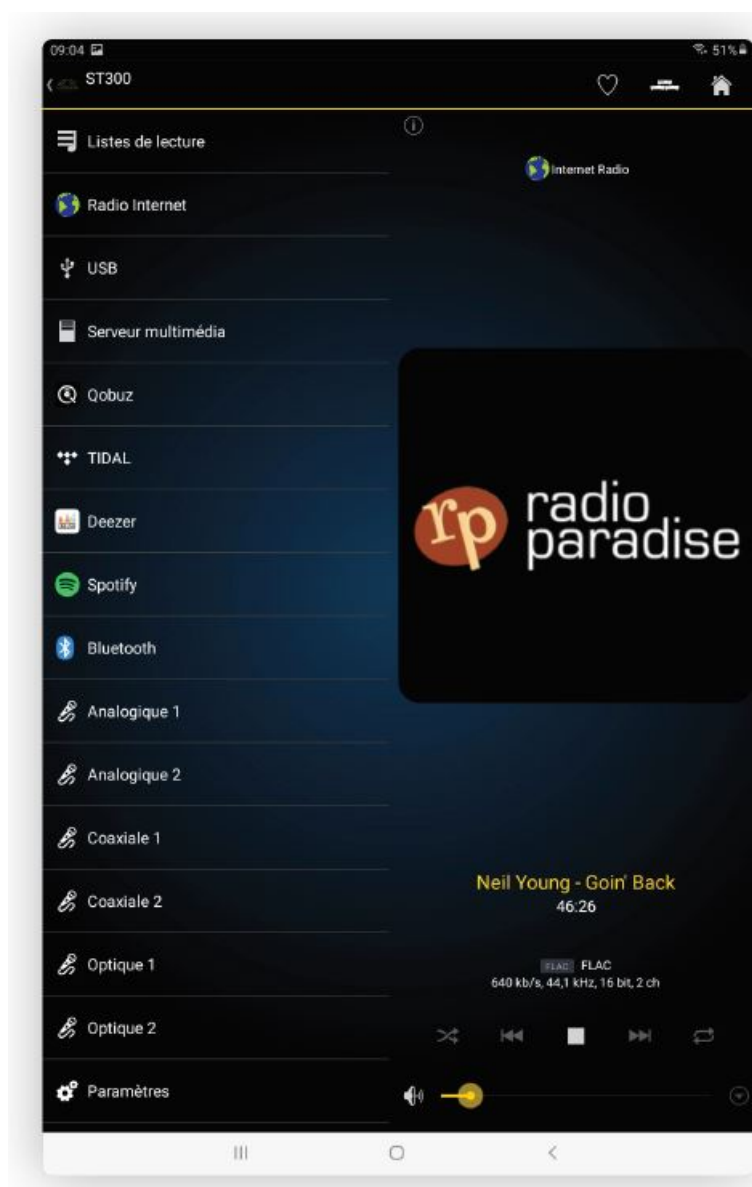 09:04
51%
ST300
Listes de lecture
Radio Internet
USB
Serveur multimédia
Qobuz
TIDAL
Deezer
Spotify
Bluetooth
Analogique 1
Analogique 2
Coaxiale 1
Coaxiale 2
Optique 1
Optique 2
Paramètres
Internet Radio
rp
radio
paradise
Neil Young - Goin' Back
46:26
FLAC FLAC
640 kb/s, 44,1 kHz, 16 bit, 2 ch